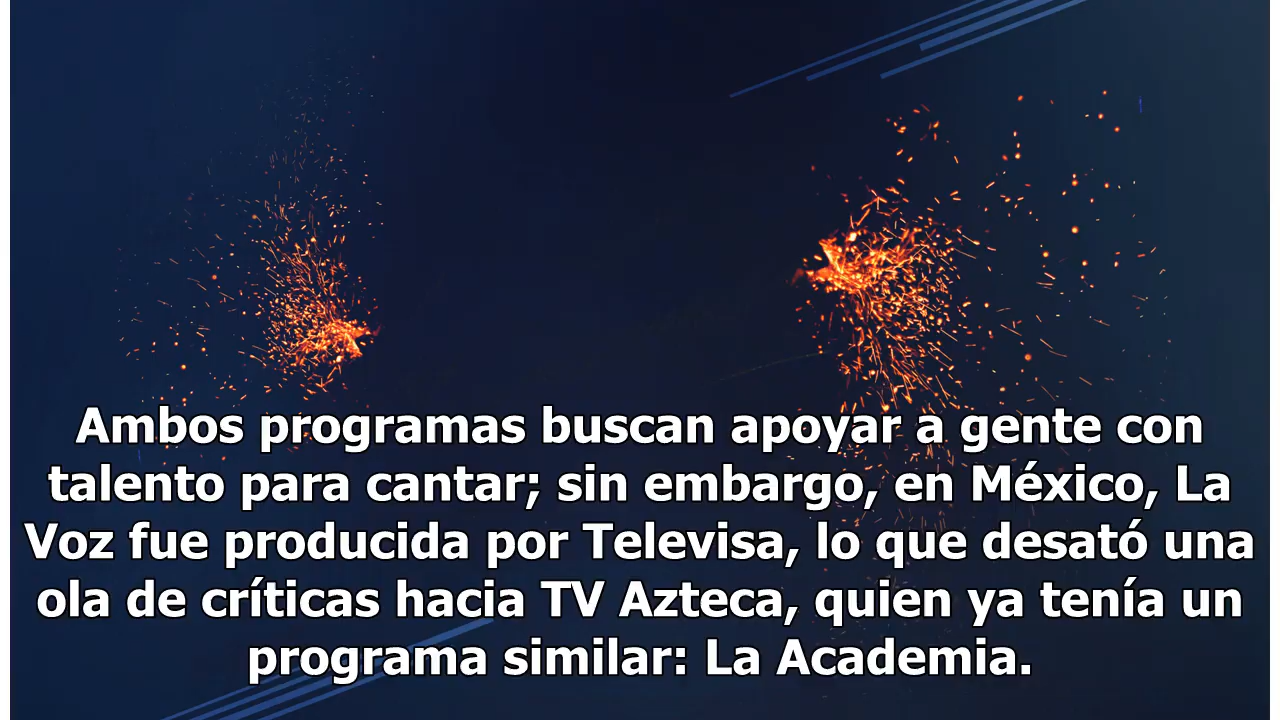 Ambos programas buscan apoyar a gente con
talento para cantar; sin embargo, en México, La
Voz fue producida por Televisa, lo que desató una
ola de críticas hacia TV Azteca, quien ya tenía un
programa similar: La Academia.